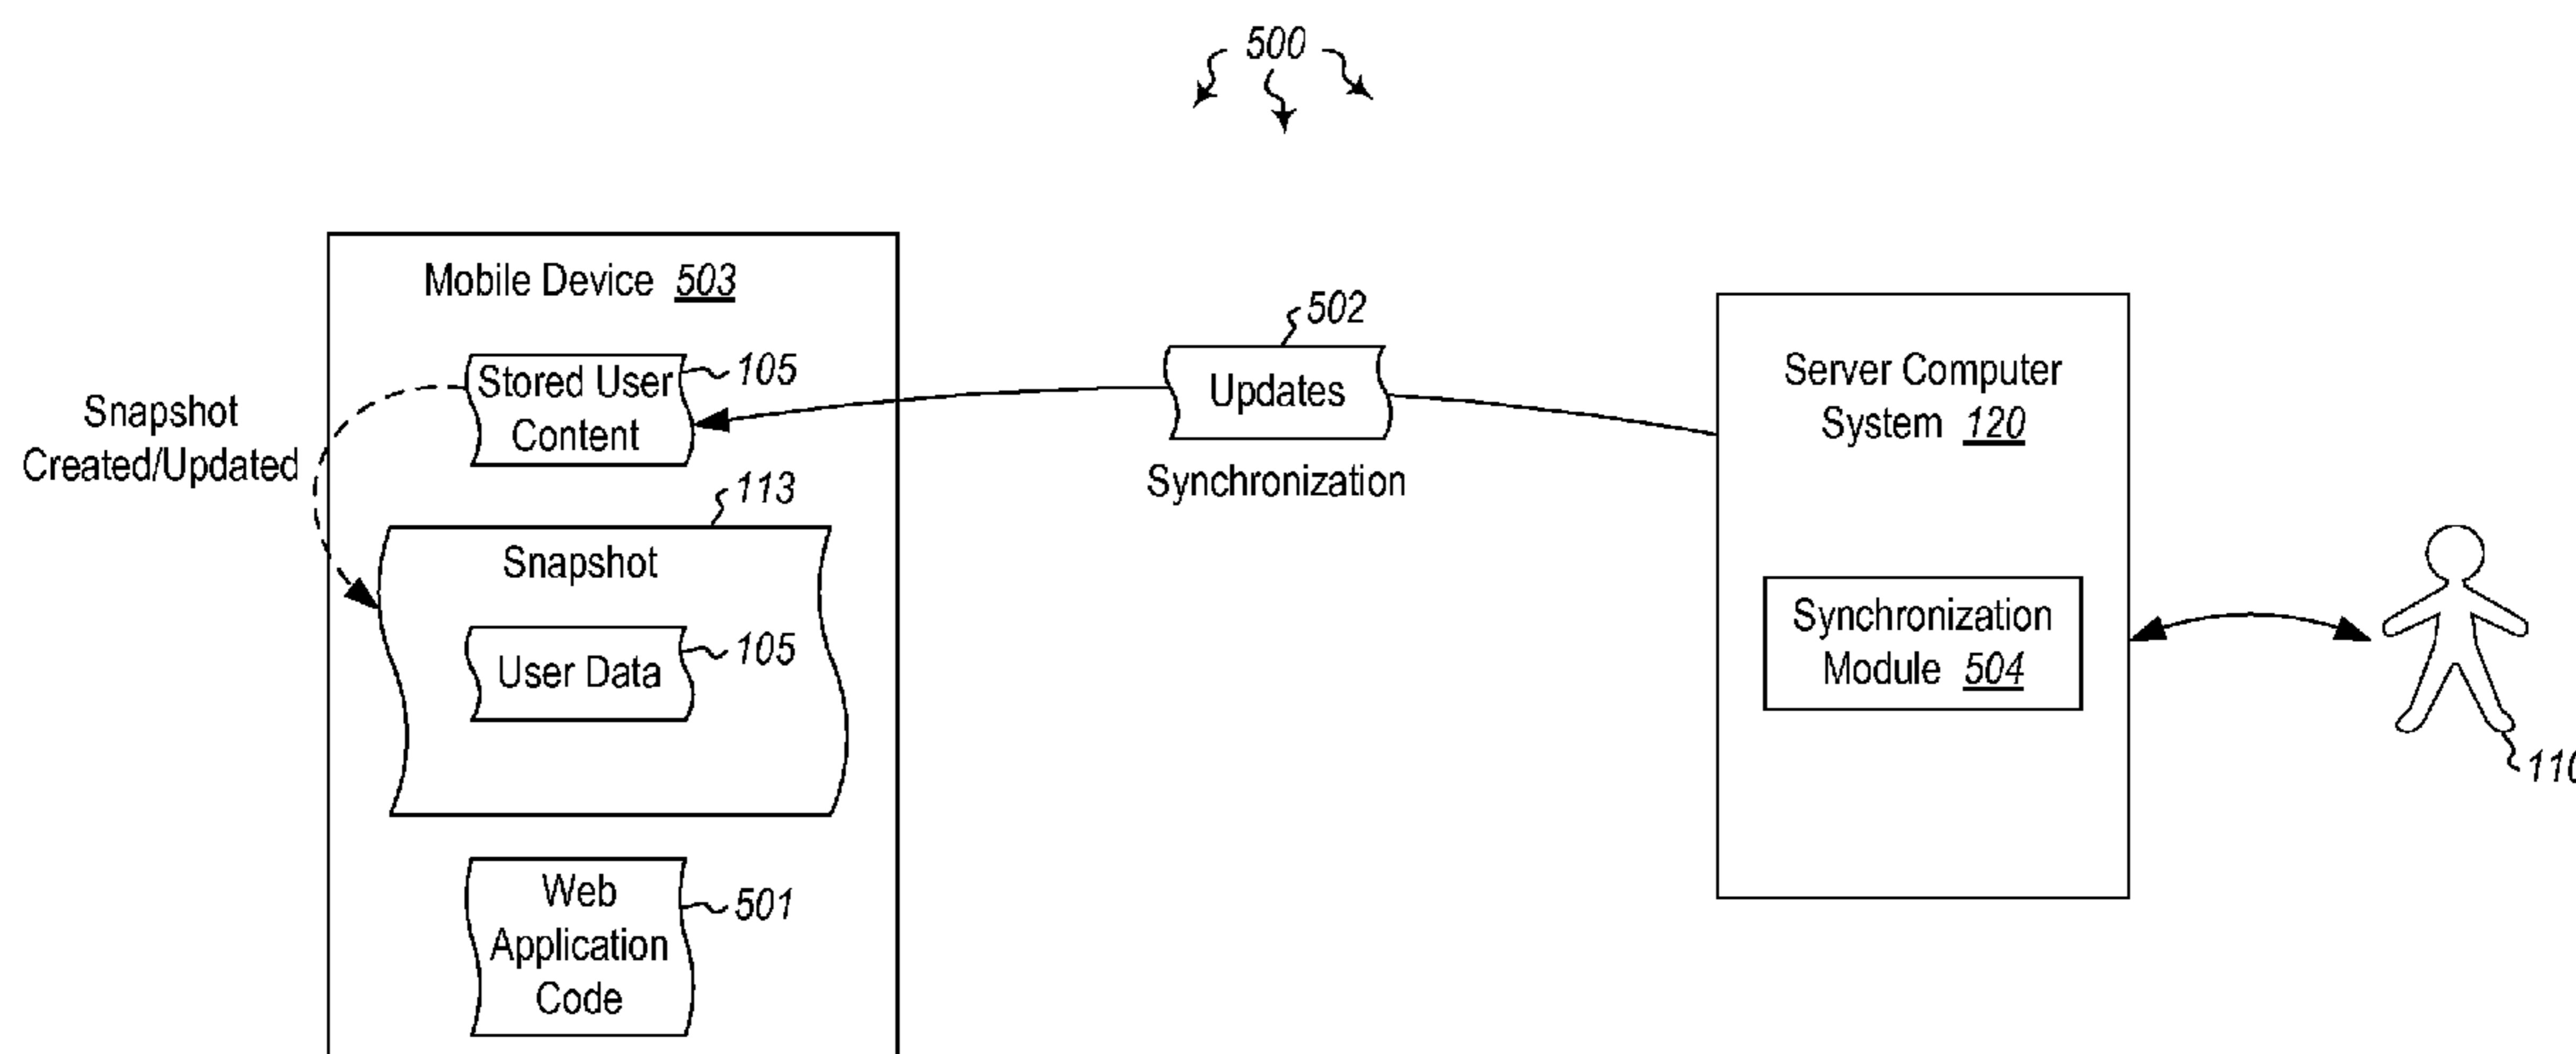 500
Mobile Device 503
Stored User
Content
105
Snapshot
Created/Updated
113
Snapshot
User Data
105
Web
Application
Code
501
502
Updates
Synchronization
Server Computer
System 120
Synchronization
Module 504
110